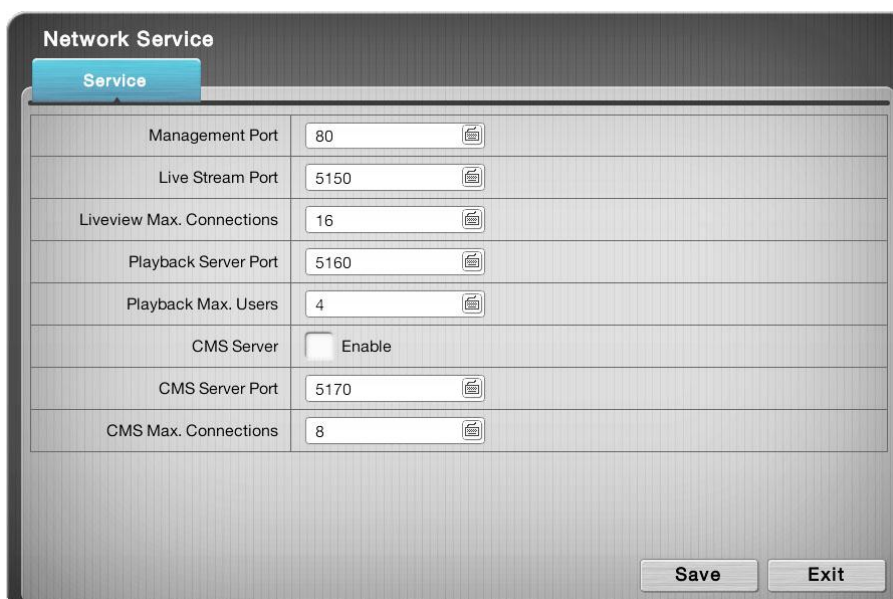 Network Service
Service
Management Port 80
Live Stream Port 5150
Liveview Max. Connections 16
Playback Server Port 5160
Playback Max. Users 4
CMS Server Enable
CMS Server Port 5170
CMS Max. Connections 8
Save Exit